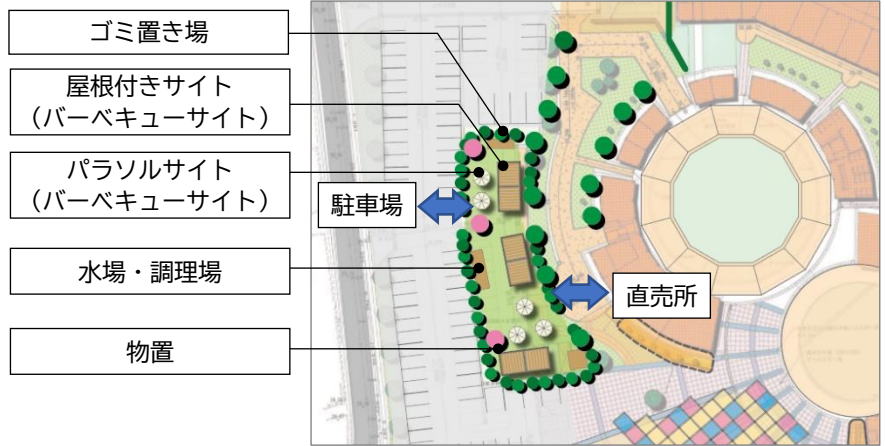 ゴミ置き場
屋根付きサイト
（バーベキューサイト）
パラソルサイト
（バーベキューサイト）
駐車場
水場・調理場
直売所
物置